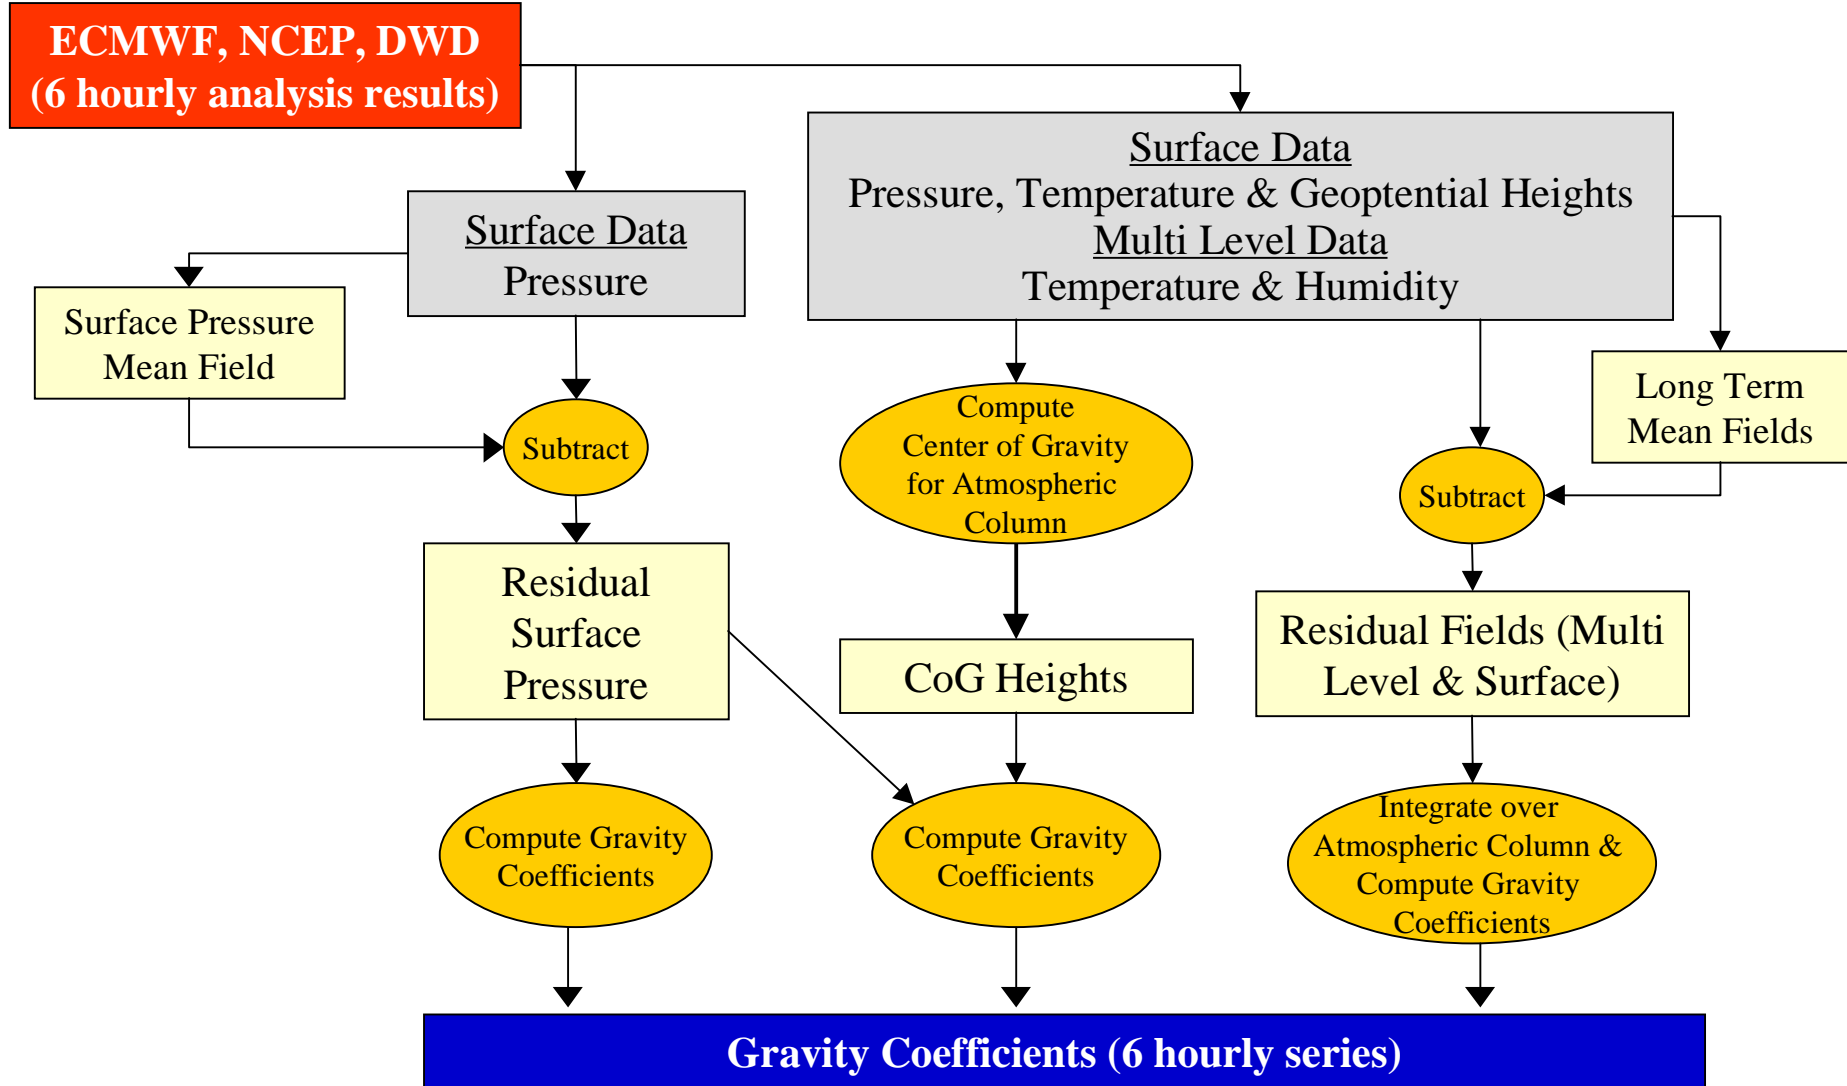 ECMWF, NCEP, DWD
(6 hourly analysis results)
Surface Data
Pressure, Temperature & Geoptential Heights
Multi Level Data
Temperature & Humidity
Surface Data
Pressure
Surface Pressure
Mean Field
Long Term
Mean Fields
Subtract
Compute
Center of Gravity
for Atmospheric
Column
Subtract
Residual
Surface
Pressure
CoG Heights
Residual Fields (Multi
Level & Surface)
Compute Gravity
Coefficients
Compute Gravity
Coefficients
Integrate over
Atmospheric Column &
Compute Gravity
Coefficients
Gravity Coefficients (6 hourly series)